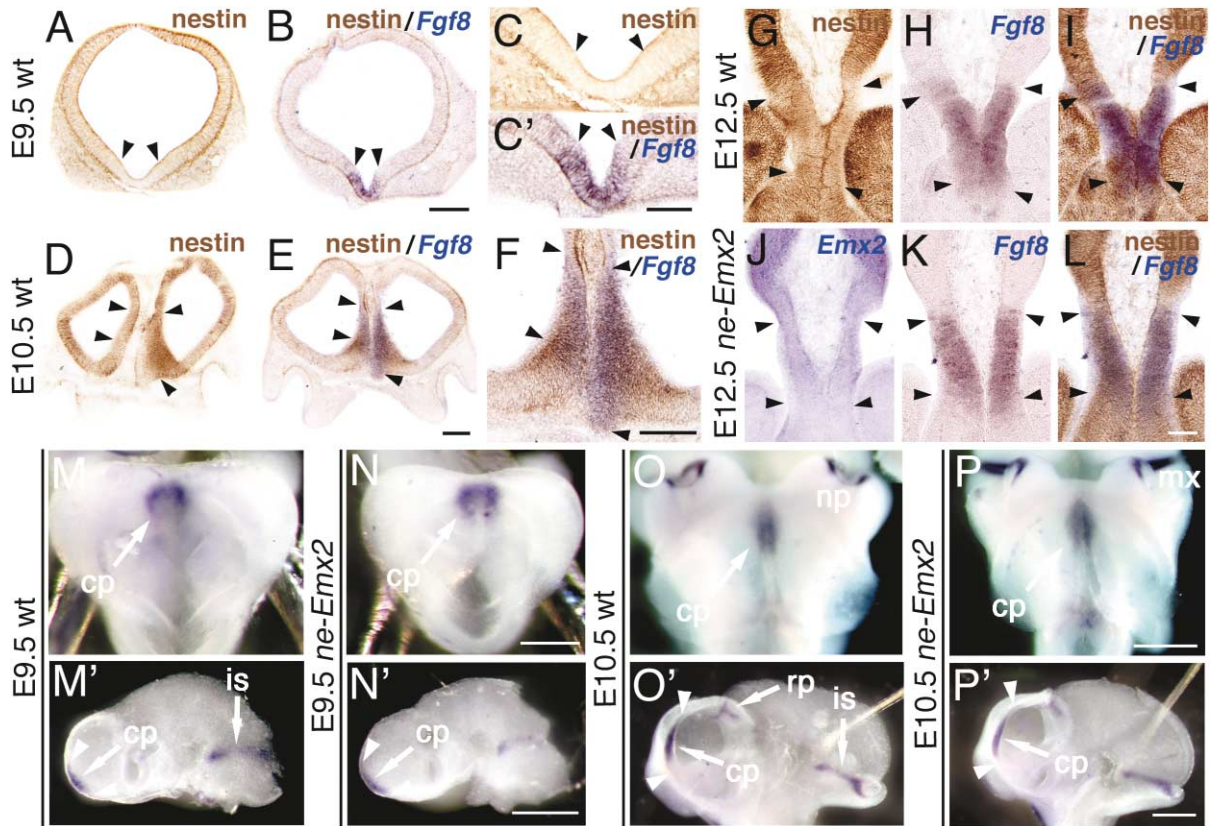 E9.5 wt
A
nestin
B
nestin/Fgf8
C
nestin
C'
nestin
/Fgf8
G
nestin
H
Fgf8
I
nestin
/Fgf8
E12.5 wt
E10.5 wt
D
nestin
E
nestin/Fgf8
F
nestin
/Fgf8
E12.5 ne-Emx2
J
Emx2
K
Fgf8
L
nestin
/Fgf8
E9.5 wt
M
cp
M'
is
cp
E9.5 ne-Emx2
N
cp
N'
cp
E10.5 wt
O
np
cp
O'
rp
is
cp
E10.5 ne-Emx2
P
mx
cp
P'
cp